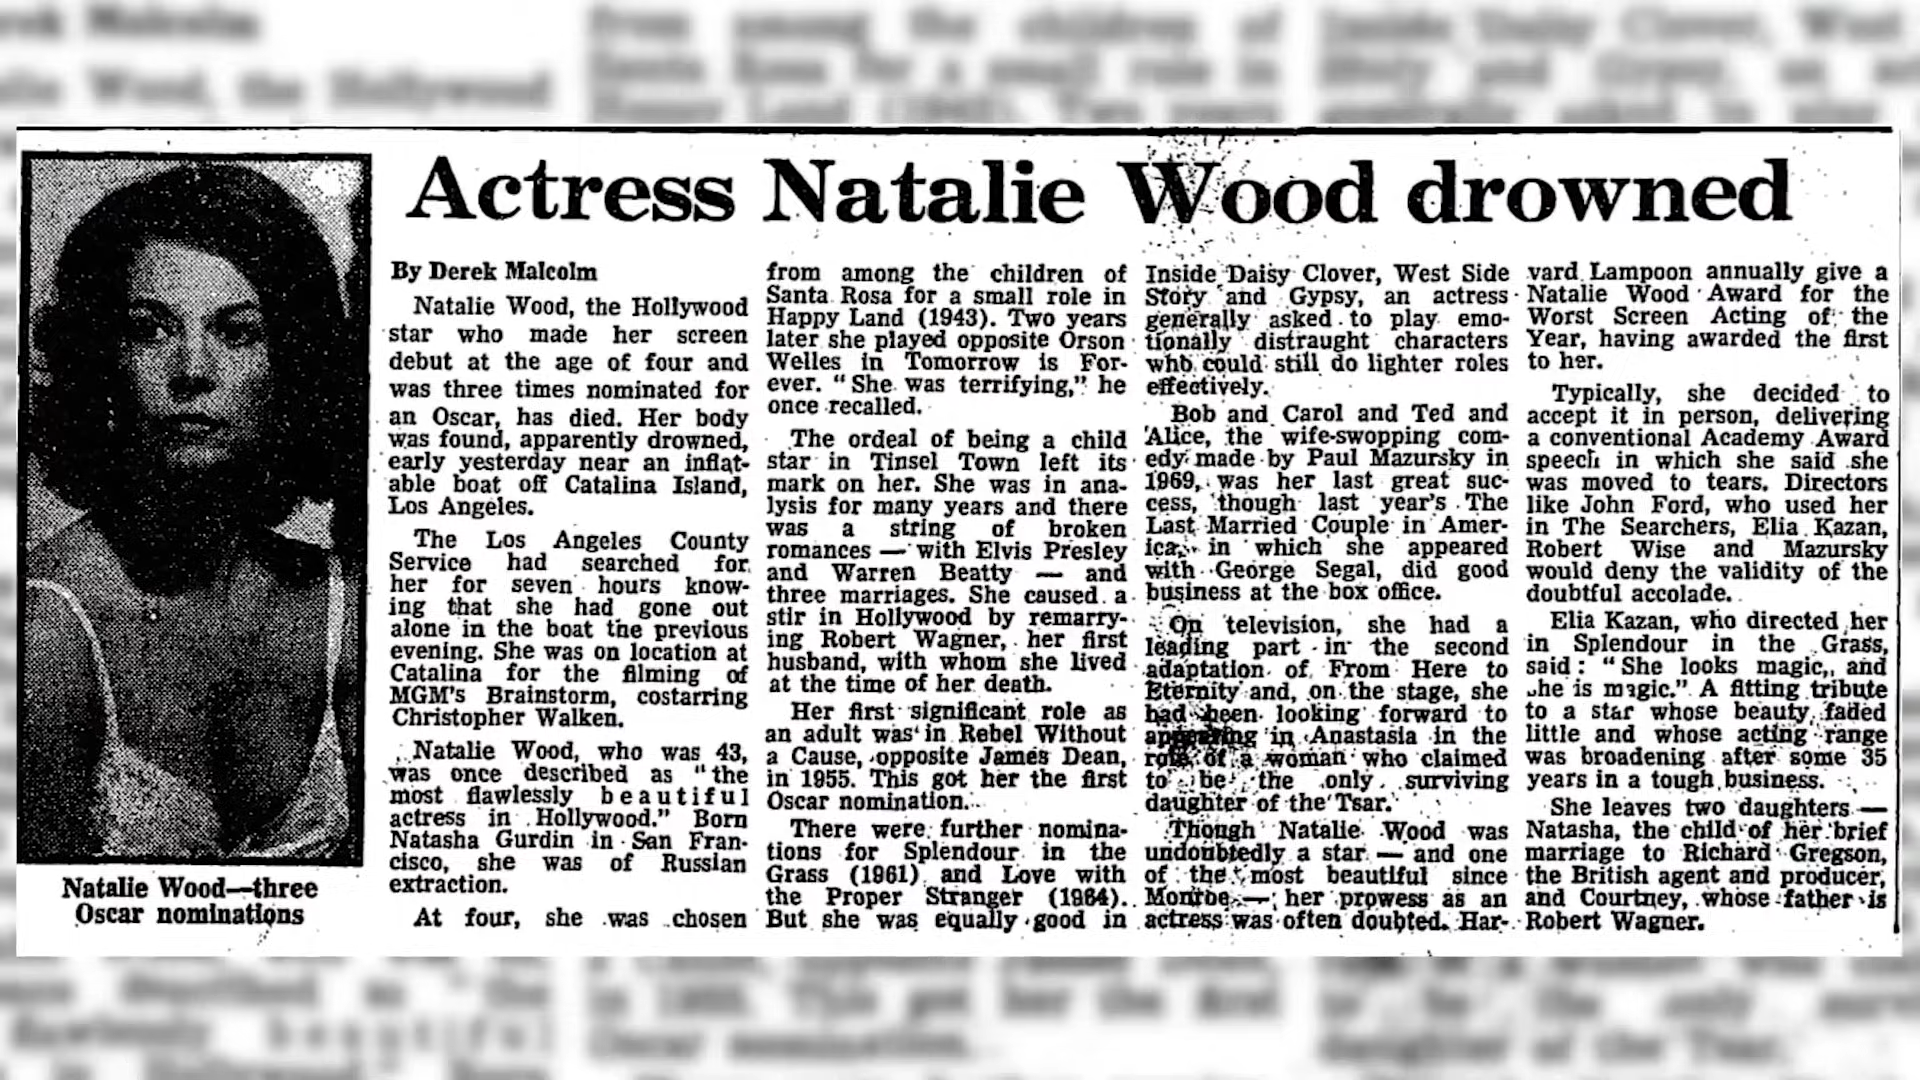 Actress Natalie Wood drowned
Natalie Wood—three
Oscar nominations
By Derek Malcolm
Natalie Wood, the Hollywood
star who made her screen
debut at the age of four and
was three times nominated for
an Oscar, has died. Her body
was found, apparently drowned,
early yesterday near an inflat-
able boat off Catalina Island,
Los Angeles.
The Los Angeles County
Service had searched for
her for seven hours know-
ing that she had gone out
alone in the boat the previous
evening. She was on location at
Catalina for the filming of
MGM's Brainstorm, costarring
Christopher Walken.
Natalie Wood, who was 43,
was once described as "the
most flawlessly beautiful
actress in Hollywood." Born
Natasha Gurdin in San Fran-
cisco, she was of Russian
extraction.
At four, she was chosen
from among the children of
Santa Rosa for a small role in
Happy Land (1943). Two years
later she played opposite Orson
Welles in Tomorrow is For-
ever. "She was terrifying," he
once recalled.
The ordeal of being a child
star in Tinsel Town left its
mark on her. She was in ana-
lysis for many years and there
was a string of broken
romances — with Elvis Presley
and Warren Beatty — and
three marriages. She caused a
stir in Hollywood by remarry-
ing Robert Wagner, her first
husband, with whom she lived
at the time of her death.
Her first significant role as
an adult was in Rebel Without
a Cause, opposite James Dean,
in 1955. This got her the first
Oscar nomination.
There were further nomina-
tions for Splendour in the
Grass (1961) and Love with
the Proper Stranger (1964).
But she was equally good in
Inside Daisy Clover, West Side
Story and Gypsy, an actress
generally asked to play emo-
tionally distraught characters
who could still do lighter roles
effectively.
Bob and Carol and Ted and
Alice, the wife-swopping com-
edy made by Paul Mazursky in
1969, was her last great suc-
cess, though last year's The
Last Married Couple in Amer-
ica, in which she appeared
with George Segal, did good
business at the box office.
On television, she had a
leading part in the second
adaptation of From Here to
Eternity and, on the stage, she
had been looking forward to
appearing in Anastasia in the
role of a woman who claimed
to be the only surviving
daughter of the Tsar.
Though Natalie Wood was
undoubtedly a star — and one
of the most beautiful since
Monroe — her prowess as an
actress was often doubted. Har-
vard Lampoon annually give a
Natalie Wood Award for the
Worst Screen Acting of the
Year, having awarded the first
to her.
Typically, she decided to
accept it in person, delivering
a conventional Academy Award
speech in which she said she
was moved to tears. Directors
like John Ford, who used her
in The Searchers, Elia Kazan,
Robert Wise and Mazursky
would deny the validity of the
doubtful accolade.
Elia Kazan, who directed her
in Splendour in the Grass,
said: "She looks magic, and
she is magic." A fitting tribute
to a star whose beauty faded
little and whose acting range
was broadening after some 35
years in a tough business.
She leaves two daughters —
Natasha, the child of her brief
marriage to Richard Gregson,
the British agent and producer,
and Courtney, whose father is
Robert Wagner.